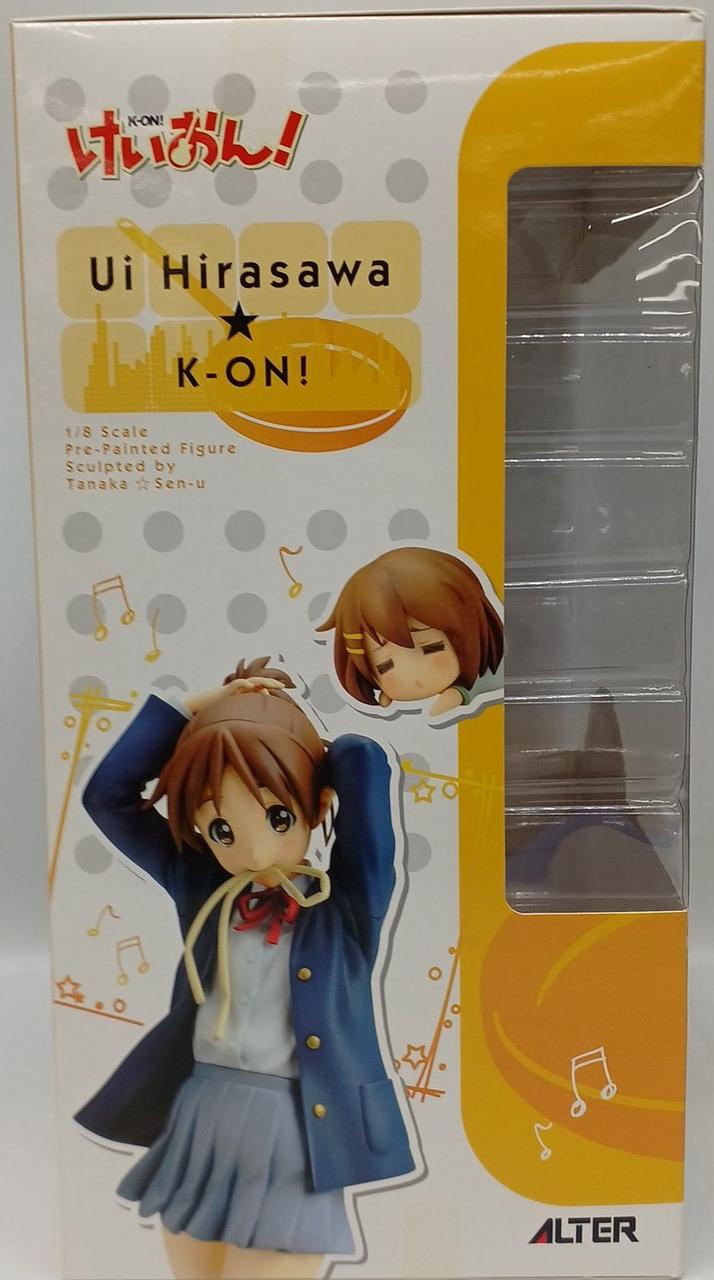 K-ON!
けいおん!
Ui Hirasawa
★
K-ON!
1/8 Scale
Pre-Painted Figure
Sculpted by
Tanaka ☆ Sen-u
ALTER